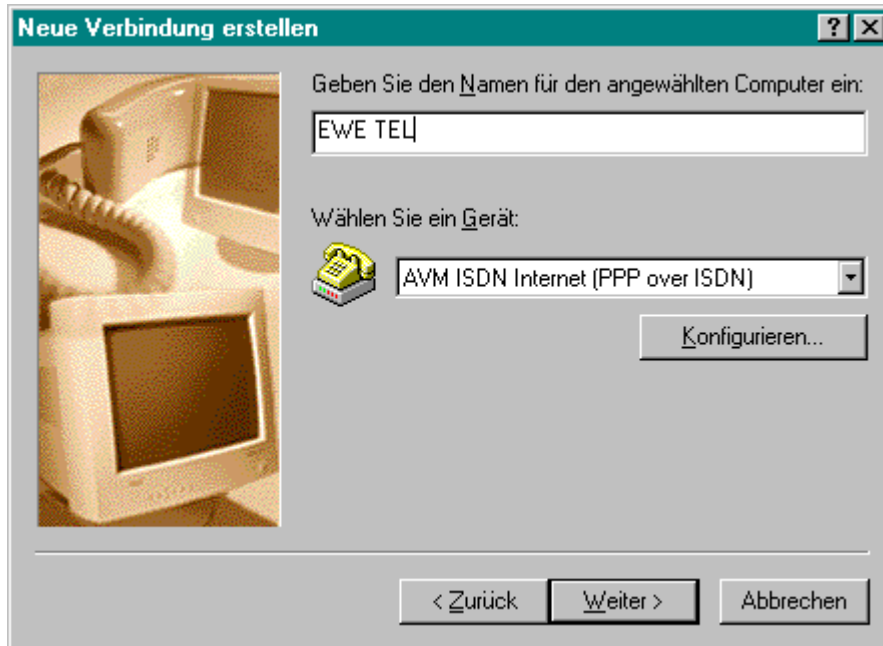 Neue Verbindung erstellen
Geben Sie den Namen für den angewählten Computer ein:
EWE TEL
Wählen Sie ein Gerät:
AVM ISDN Internet (PPP over ISDN)
Konfigurieren...
< Zurück
Weiter >
Abbrechen